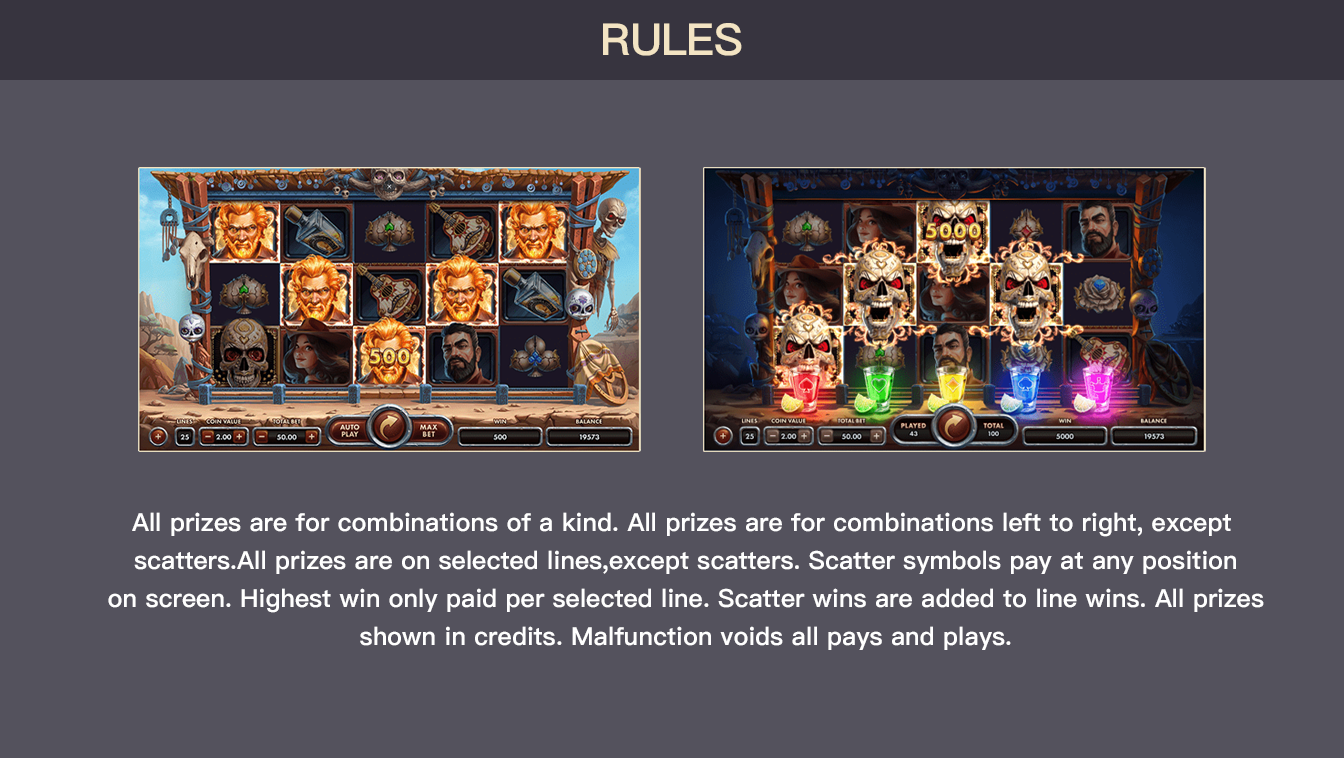 RULES
500
5000
LINES COIN VALUE TOTAL BET WIN BALANCE
25 2.00 50.00 AUTO PLAY MAX BET 500 19573
LINES COIN VALUE TOTAL BET PLAYED 43 TOTAL 100 WIN BALANCE
25 2.00 50.00 5000 19573
All prizes are for combinations of a kind. All prizes are for combinations left to right, except
scatters.All prizes are on selected lines,except scatters. Scatter symbols pay at any position
on screen. Highest win only paid per selected line. Scatter wins are added to line wins. All prizes
shown in credits. Malfunction voids all pays and plays.